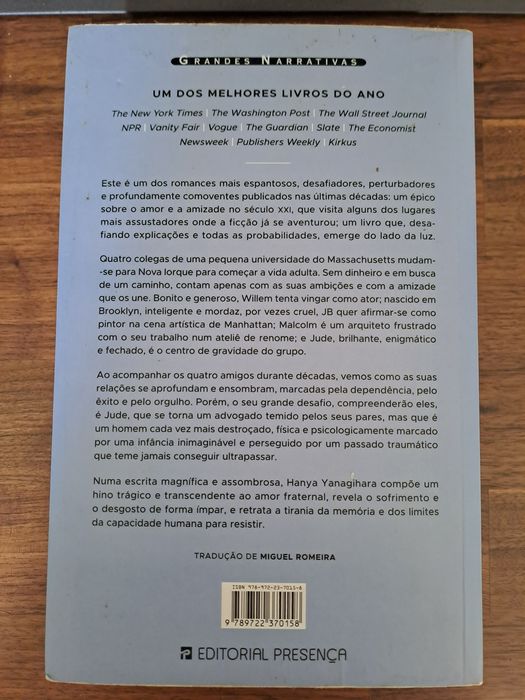 GRANDES NARRATIVAS
UM DOS MELHORES LIVROS DO ANO
The New York Times | The Washington Post | The Wall Street Journal
NPR | Vanity Fair | Vogue | The Guardian | Slate | The Economist
Newsweek | Publishers Weekly | Kirkus
Este é um dos romances mais espantosos, desafiadores, perturbadores
e profundamente comoventes publicados nas últimas décadas: um épico
sobre o amor e a amizade no século XXI, que visita alguns dos lugares
mais assustadores onde a ficção já se aventurou; um livro que, desa-
fiando explicações e todas as probabilidades, emerge do lado da luz.
Quatro colegas de uma pequena universidade do Massachusetts mudam-
-se para Nova Iorque para começar a vida adulta. Sem dinheiro e em busca
de um caminho, contam apenas com as suas ambições e com a amizade
que os une. Bonito e generoso, Willem tenta vingar como ator; nascido em
Brooklyn, inteligente e mordaz, por vezes cruel, JB quer afirmar-se como
pintor na cena artística de Manhattan; Malcolm é um arquiteto frustrado
com o seu trabalho num ateliê de renome; e Jude, brilhante, enigmático
e fechado, é o centro de gravidade do grupo.
Ao acompanhar os quatro amigos durante décadas, vemos como as suas
relações se aprofundam e ensombram, marcadas pela dependência, pelo
êxito e pelo orgulho. Porém, o seu grande desafio, compreenderão eles,
é Jude, que se torna um advogado temido pelos seus pares, mas que é
um homem cada vez mais destroçado, física e psicologicamente marcado
por uma infância inimaginável e perseguido por um passado traumático
que teme jamais conseguir ultrapassar.
Numa escrita magnífica e assombrosa, Hanya Yanagihara compõe um
hino trágico e transcendente ao amor fraternal, revela o sofrimento e
o desgosto de forma ímpar, e retrata a tirania da memória e dos limites
da capacidade humana para resistir.
TRADUÇÃO DE MIGUEL ROMEIRA
ISBN 978-972-23-7015-8
9 789722 370158
EDITORIAL PRESENÇA